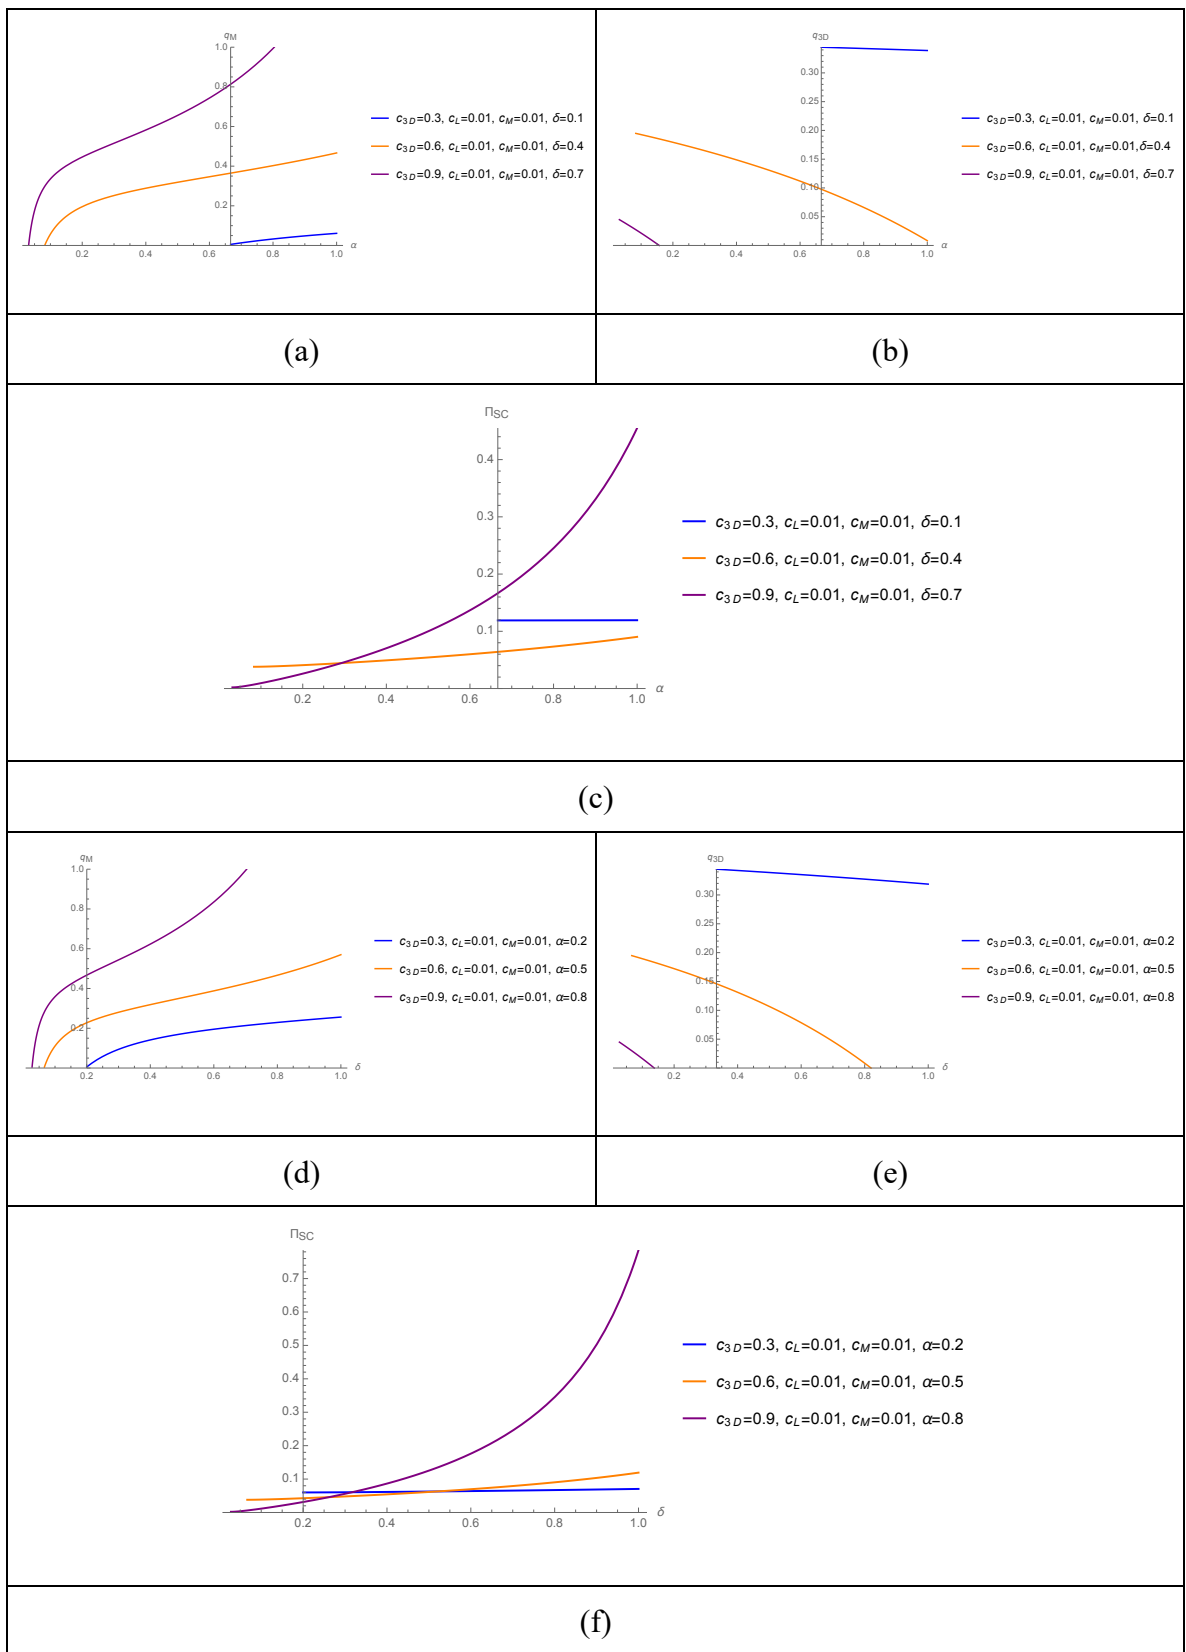 q_M
1.0
0.8
0.6
0.4
0.2
0.2 0.4 0.6 0.8 1.0
α
c_3D=0.3, c_L=0.01, c_M=0.01, δ=0.1
c_3D=0.6, c_L=0.01, c_M=0.01, δ=0.4
c_3D=0.9, c_L=0.01, c_M=0.01, δ=0.7
q_3D
0.30
0.25
0.20
0.15
0.10
0.05
0.2 0.4 0.6 0.8 1.0
α
c_3D=0.3, c_L=0.01, c_M=0.01, δ=0.1
c_3D=0.6, c_L=0.01, c_M=0.01,δ=0.4
c_3D=0.9, c_L=0.01, c_M=0.01, δ=0.7
(a)
(b)
Π_SC
0.4
0.3
0.2
0.1
0.2 0.4 0.6 0.8 1.0
α
c_3D=0.3, c_L=0.01, c_M=0.01, δ=0.1
c_3D=0.6, c_L=0.01, c_M=0.01, δ=0.4
c_3D=0.9, c_L=0.01, c_M=0.01, δ=0.7
(c)
q_M
1.0
0.8
0.6
0.4
0.2
0.2 0.4 0.6 0.8 1.0
δ
c_3D=0.3, c_L=0.01, c_M=0.01, α=0.2
c_3D=0.6, c_L=0.01, c_M=0.01, α=0.5
c_3D=0.9, c_L=0.01, c_M=0.01, α=0.8
q_3D
0.30
0.25
0.20
0.15
0.10
0.05
0.2 0.4 0.6 0.8 1.0
δ
c_3D=0.3, c_L=0.01, c_M=0.01, α=0.2
c_3D=0.6, c_L=0.01, c_M=0.01, α=0.5
c_3D=0.9, c_L=0.01, c_M=0.01, α=0.8
(d)
(e)
Π_SC
0.7
0.6
0.5
0.4
0.3
0.2
0.1
0.2 0.4 0.6 0.8 1.0
δ
c_3D=0.3, c_L=0.01, c_M=0.01, α=0.2
c_3D=0.6, c_L=0.01, c_M=0.01, α=0.5
c_3D=0.9, c_L=0.01, c_M=0.01, α=0.8
(f)